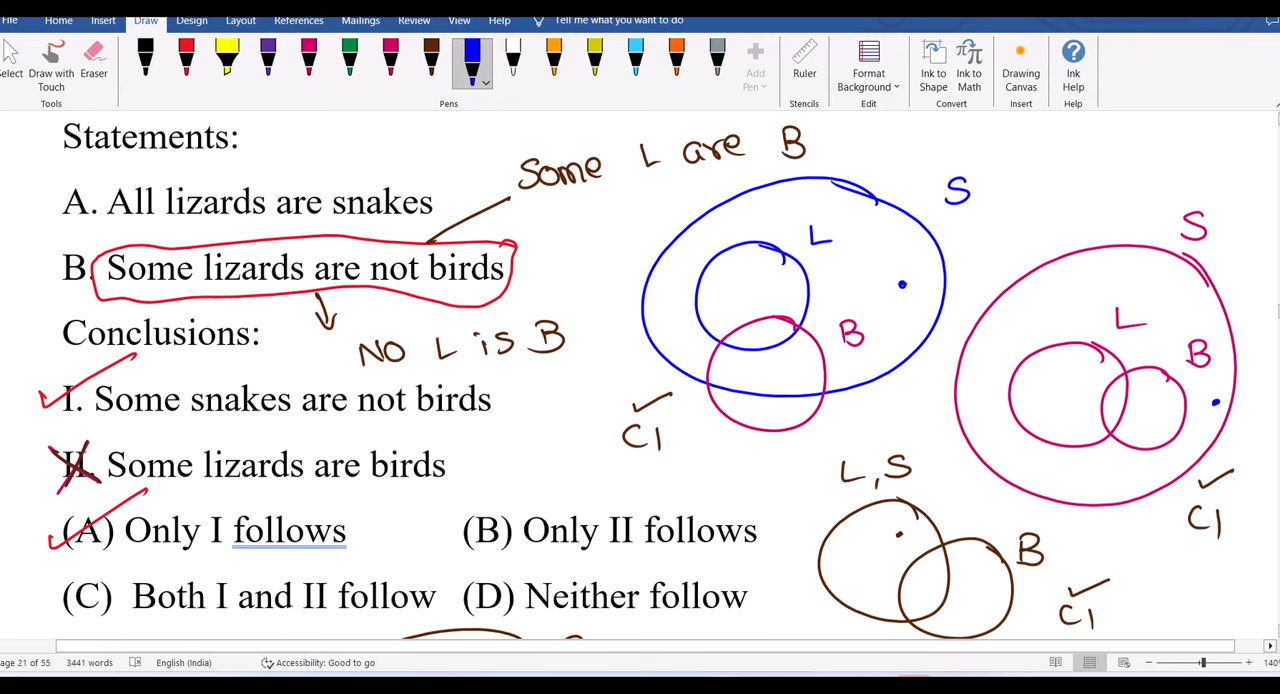 File Home Insert Draw Design Layout References Mailings Review View Help Tell me what you want to do
Select Draw with Touch Eraser Add Pen Ruler Format Background Ink to Shape Ink to Math Drawing Canvas Ink Help
Tools Pens Stencils Edit Convert Insert Help
Statements:
Some L are B
A. All lizards are snakes
S
L
S
B. Some lizards are not birds
L
B
Conclusions:
NO L is B
B
I. Some snakes are not birds
C1
II. Some lizards are birds
L, S
C1
(A) Only I follows (B) Only II follows
B
(C) Both I and II follow (D) Neither follow
C1
Page 21 of 55 3441 words English (India) Accessibility: Good to go